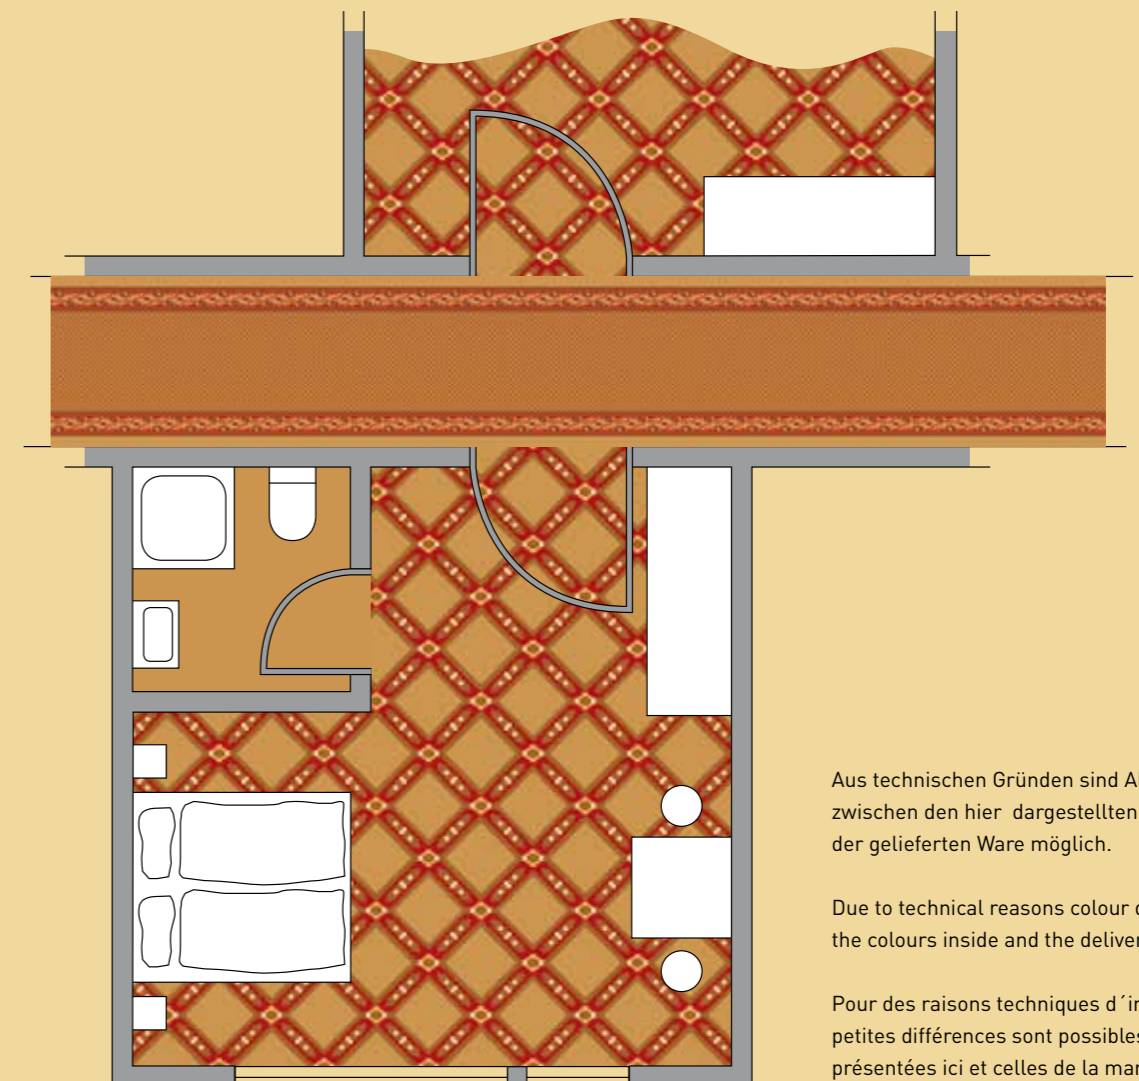 Aus technischen Gründen sind
zwischen den hier dargestellten
der gelieferten Ware möglich.
Due to technical reasons colour
the colours inside and the
Pour des raisons techniques
petites différences sont possibles
présentées ici et celles de la